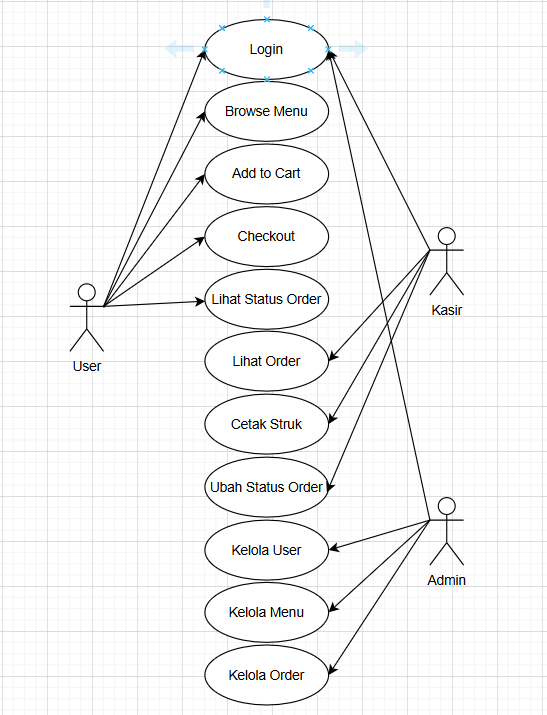 Login
Browse Menu
Add to Cart
Checkout
Lihat Status Order
Lihat Order
Cetak Struk
Ubah Status Order
Kelola User
Kelola Menu
Kelola Order
User
Kasir
Admin